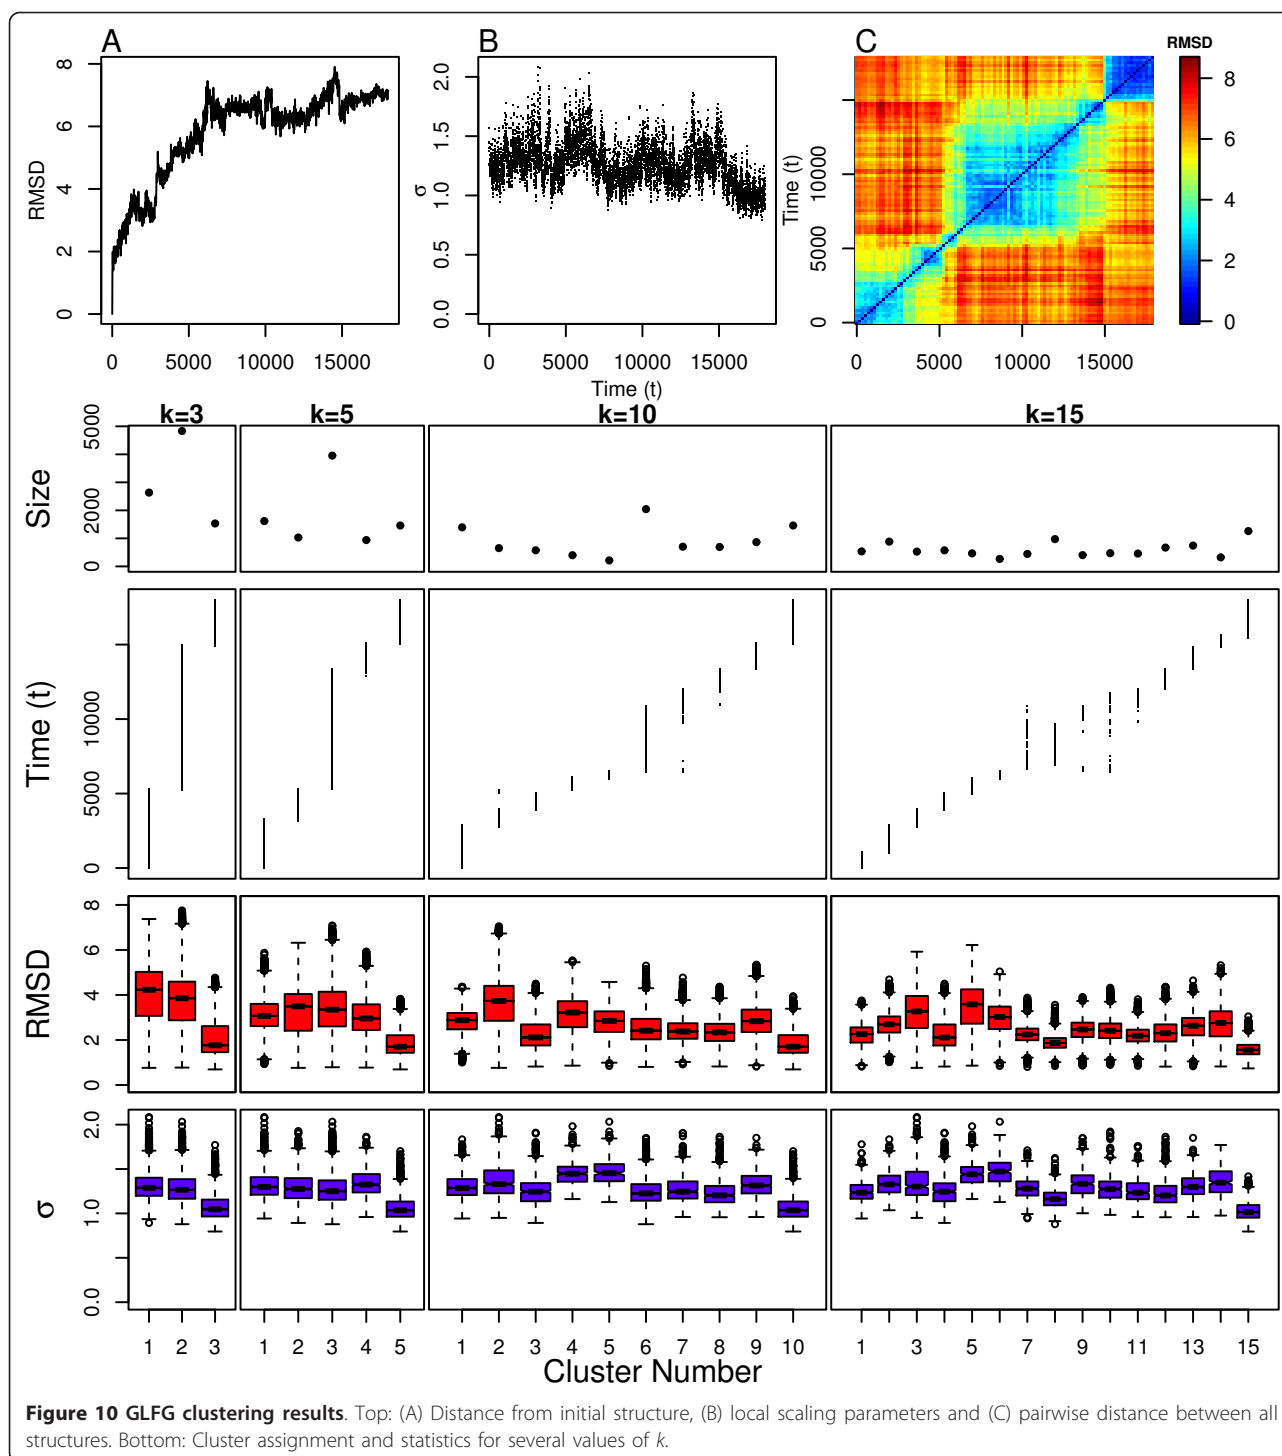 A
B
C
RMSD
RMSD
0
2
4
6
8
0
5000
10000
15000
σ
0.0
0.5
1.0
1.5
2.0
0
5000
10000
15000
Time (t)
Time (t)
0
5000
10000
0
5000
10000
15000
8
6
4
2
0
k=3
k=5
k=10
k=15
Size
0
2000
5000
Time (t)
0
5000
10000
RMSD
0
2
4
6
8
σ
0.0
1.0
2.0
1 2 3
1 2 3 4 5
1 2 3 4 5 6 7 8 9 10
1 3 5 7 9 11 13 15
Cluster Number
Figure 10 GLFG clustering results. Top: (A) Distance from initial structure, (B) local scaling parameters and (C) pairwise distance between all
structures. Bottom: Cluster assignment and statistics for several values of k.